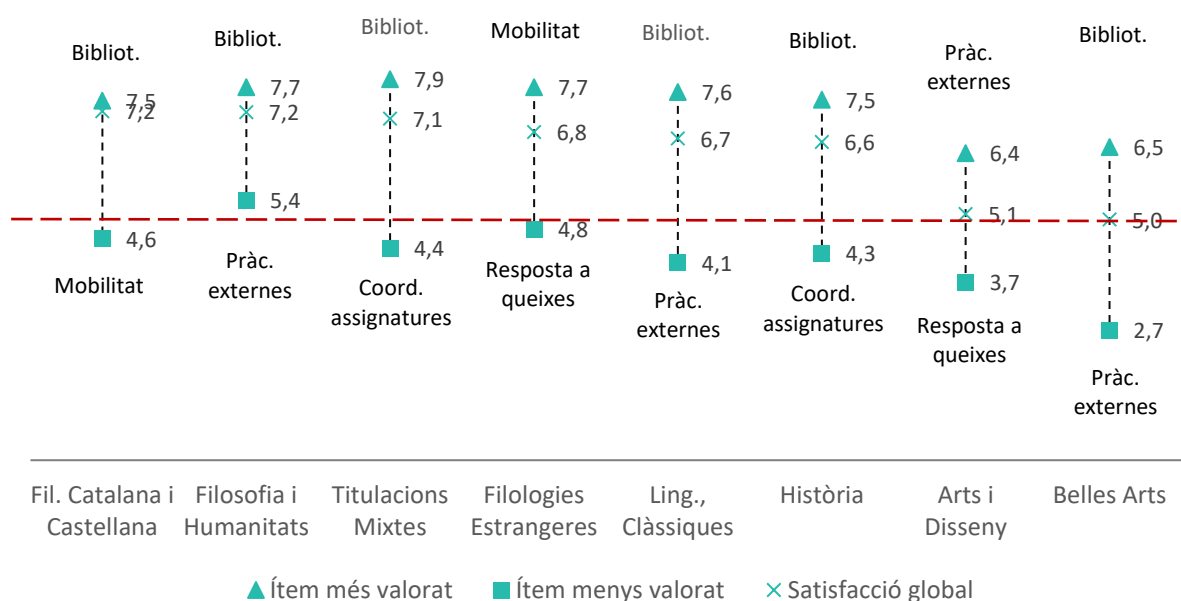 Bibliot.
Bibliot.
Bibliot.
Mobilitat
Bibliot.
Bibliot.
Pràc.
externes
Bibliot.
7,5
7,2
7,7
7,2
7,9
7,1
7,7
6,8
7,6
6,7
7,5
6,6
6,4
5,1
6,5
5,0
4,6
5,4
4,4
4,8
4,1
4,3
3,7
2,7
Mobilitat
Pràc.
externes
Coord.
assignatures
Resposta a
queixes
Pràc.
externes
Coord.
assignatures
Resposta a
queixes
Pràc.
externes
Fil. Catalana i
Castellana
Filosofia i
Humanitats
Titulacions
Mixtes
Filologies
Estrangeres
Ling.,
Clàssiques
Història
Arts i
Disseny
Belles Arts
Ítem més valorat
Ítem menys valorat
Satisfacció global